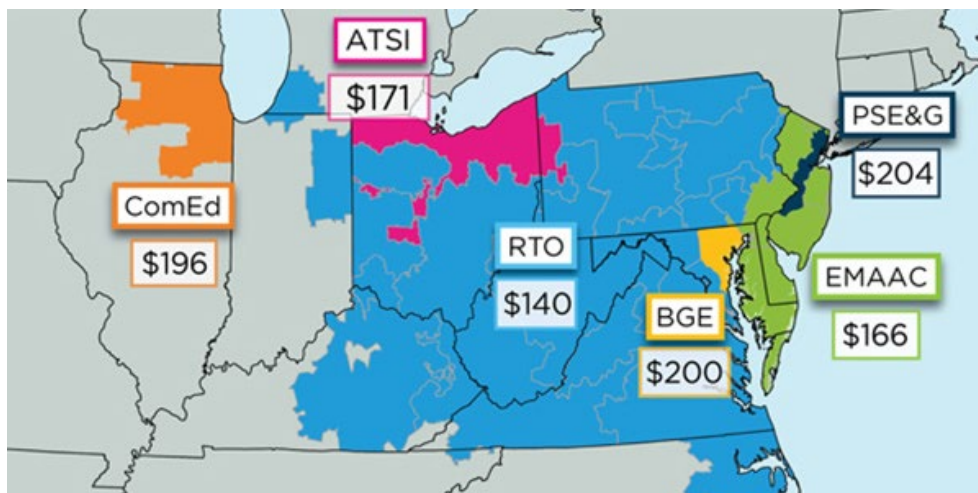 ATSI
$171
PSE&G
$204
ComEd
$196
RTO
$140
EMAAC
$166
BGE
$200